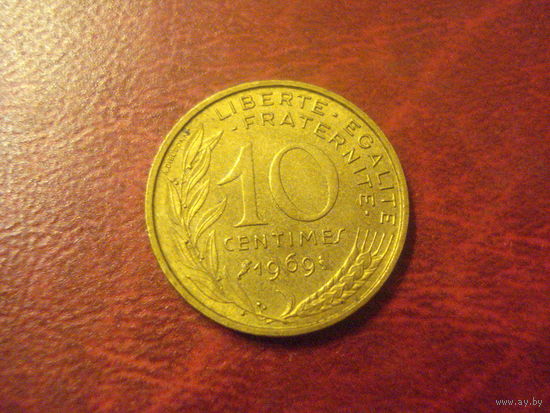 LIBERTE · EGALITE
· FRATERNITE ·
10
CENTIMES
1969
www.ay.by